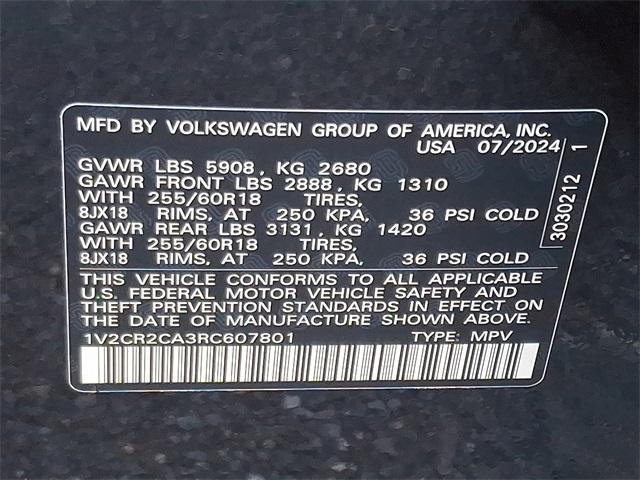 MFD BY VOLKSWAGEN GROUP OF AMERICA, INC.
USA 07/2024
GVWR LBS 5908, KG 2680
GAWR FRONT LBS 2888, KG 1310
WITH 255/60R18 TIRES,
8JX18 RIMS, AT 250 KPA, 36 PSI COLD
GAWR REAR LBS 3131, KG 1420
WITH 255/60R18 TIRES,
8JX18 RIMS, AT 250 KPA, 36 PSI COLD
THIS VEHICLE CONFORMS TO ALL APPLICABLE
U.S. FEDERAL MOTOR VEHICLE SAFETY AND
THEFT PREVENTION STANDARDS IN EFFECT ON
THE DATE OF MANUFACTURE SHOWN ABOVE.
1V2CR2CA3RC607801 TYPE: MPV
3030212 1